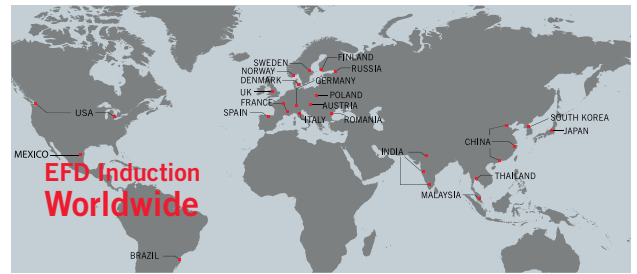 SWEDEN
FINLAND
NORWAY
RUSSIA
DENMARK
GERMANY
UK
POLAND
FRANCE
AUSTRIA
USA
SPAIN
ITALY
ROMANIA
SOUTH KOREA
JAPAN
CHINA
MEXICO
INDIA
EFD Induction
Worldwide
THAILAND
MALAYSIA
BRAZIL